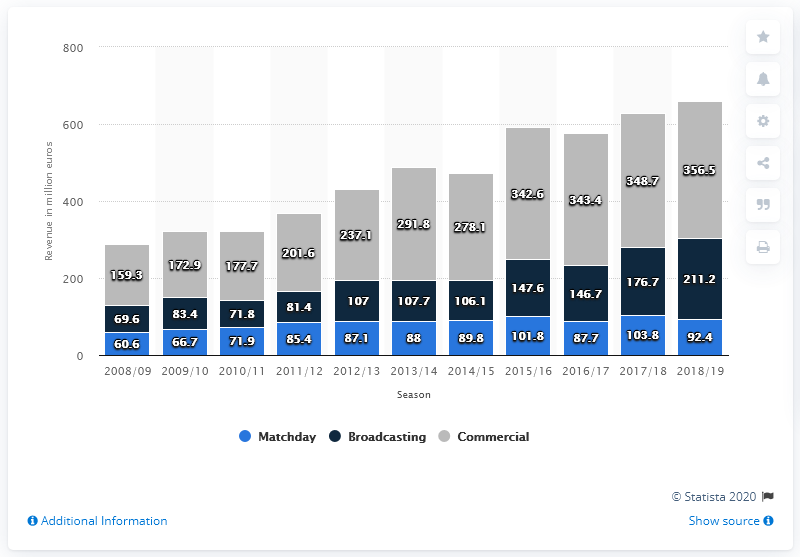 800
600
400
200
0
Revenue in million euros
159.3 172.9 177.7 201.6 237.1 291.8 278.1 342.6 343.4 348.7 356.5
69.6 83.4 71.8 81.4 107 107.7 106.1 147.6 146.7 176.7 211.2
60.6 66.7 71.9 85.4 87.1 88 89.8 101.8 87.7 103.8 92.4
2008/09 2009/10 2010/11 2011/12 2012/13 2013/14 2014/15 2015/16 2016/17 2017/18 2018/19
Season
Matchday Broadcasting Commercial
© Statista 2020
Additional Information Show source